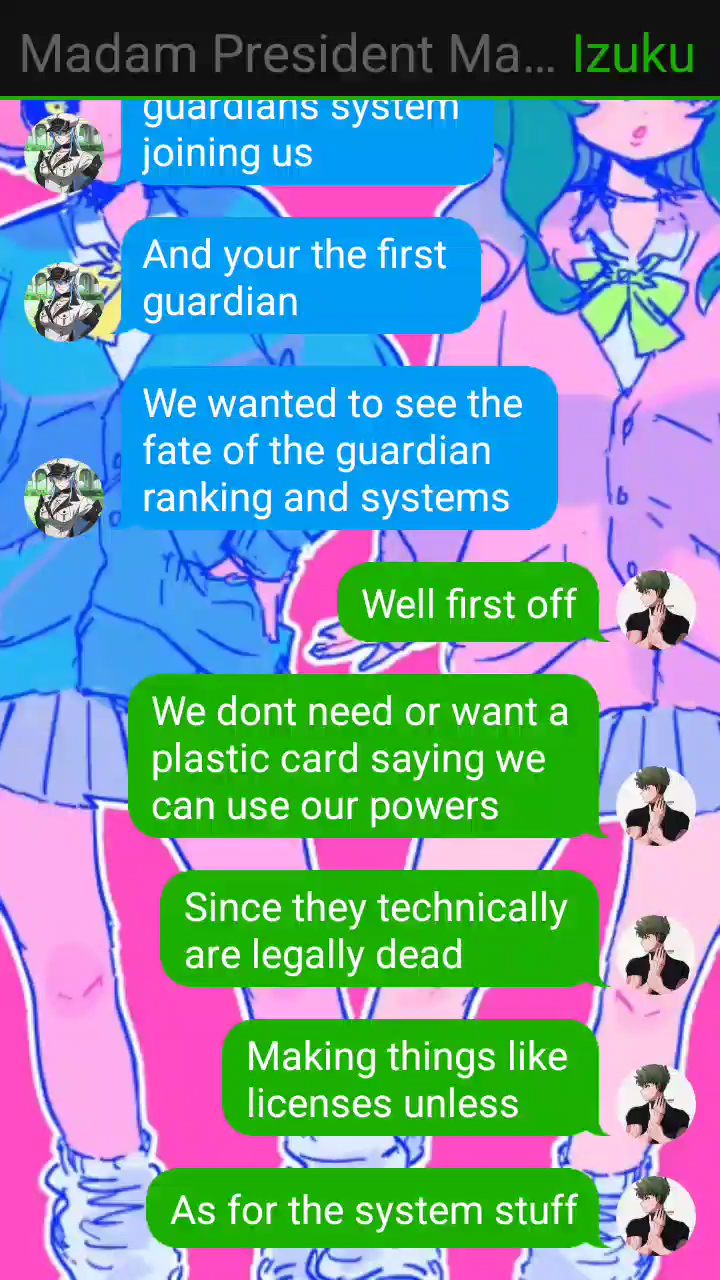 Madam President Ma... Izuku
guardians system
joining us
And your the first
guardian
We wanted to see the
fate of the guardian
ranking and systems
Well first off
We dont need or want a
plastic card saying we
can use our powers
Since they technically
are legally dead
Making things like
licenses unless
As for the system stuff